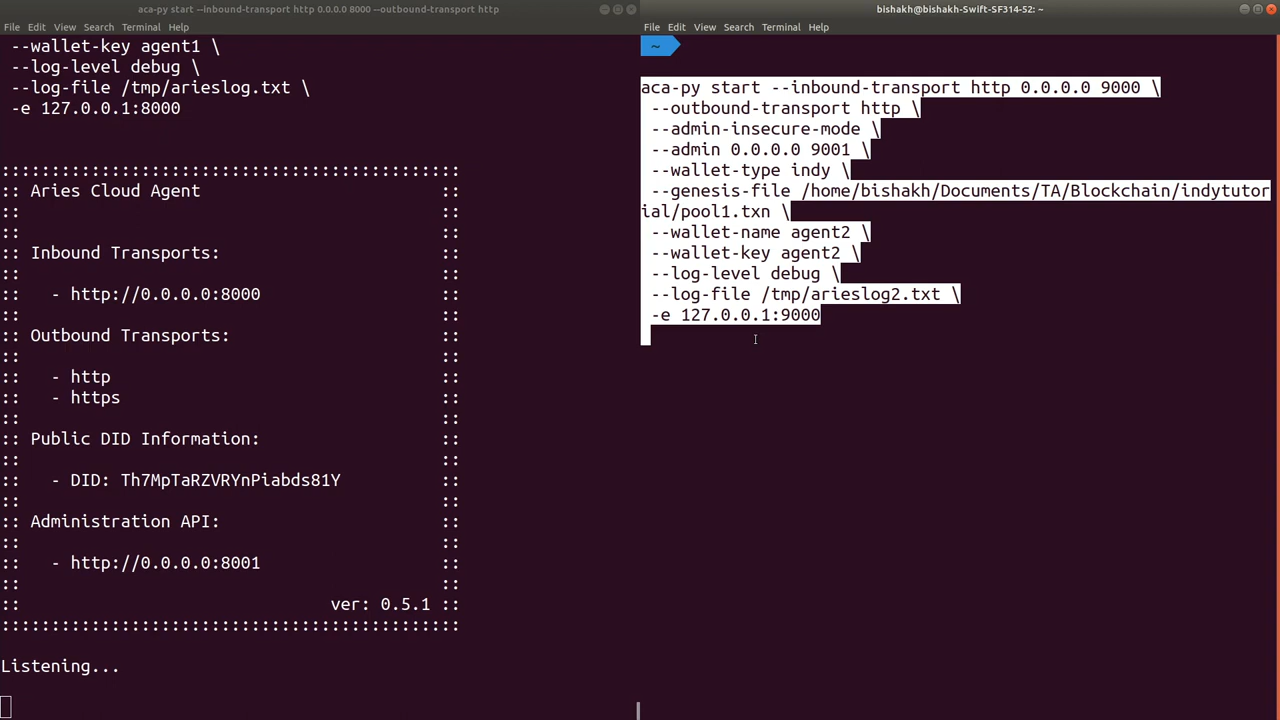 aca-py start --inbound-transport http 0.0.0.0 8000 --outbound-transport http
File Edit View Search Terminal Help
--wallet-key agent1 \
--log-level debug \
--log-file /tmp/arieslog.txt \
-e 127.0.0.1:8000
::::::::::::::::::::::::::::::::::::::::::::::
:: Aries Cloud Agent ::
:: ::
:: ::
:: Inbound Transports: ::
:: ::
:: - http://0.0.0.0:8000 ::
:: ::
:: Outbound Transports: ::
:: ::
:: - http ::
:: - https ::
:: ::
:: Public DID Information: ::
:: ::
:: - DID: Th7MpTaRZVRYnPiabds81Y ::
:: ::
:: Administration API: ::
:: ::
:: - http://0.0.0.0:8001 ::
:: ::
:: ver: 0.5.1 ::
::::::::::::::::::::::::::::::::::::::::::::::
Listening...
bishakh@bishakh-Swift-SF314-52: ~
File Edit View Search Terminal Help
~
aca-py start --inbound-transport http 0.0.0.0 9000 \
--outbound-transport http \
--admin-insecure-mode \
--admin 0.0.0.0 9001 \
--wallet-type indy \
--genesis-file /home/bishakh/Documents/TA/Blockchain/indytutor
ial/pool1.txn \
--wallet-name agent2 \
--wallet-key agent2 \
--log-level debug \
--log-file /tmp/arieslog2.txt \
-e 127.0.0.1:9000